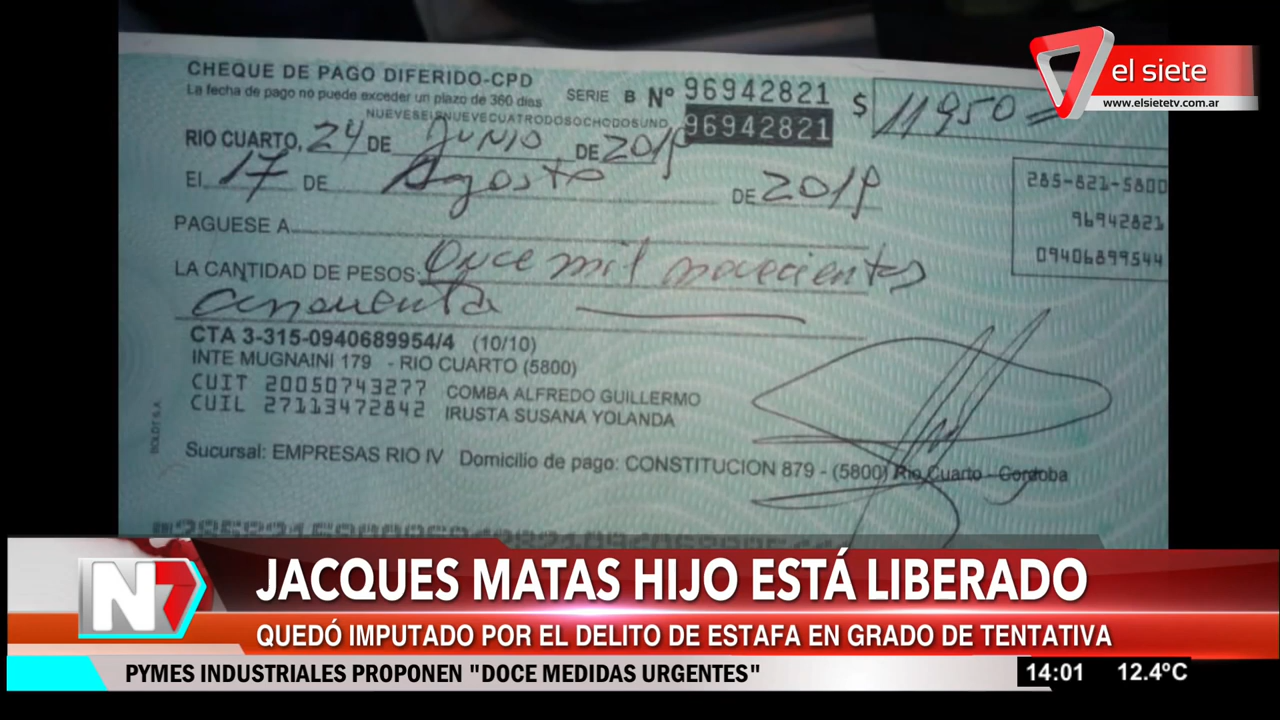 CHEQUE DE PAGO DIFERIDO-CPD
La fecha de pago no puede exceder un plazo de 360 días
SERIE B Nº 96942821
NUEVESEISNUEVECUATRODOSOCHODOSUNO
96942821
$ 11950=
RIO CUARTO, 24 DE JUNIO DE 2019
El 17 DE Agosto DE 2019
285-821-5800
96942821
09406899544
PAGUESE A
LA CANTIDAD DE PESOS: Once mil novecientos
cincuenta
CTA 3-315-0940689954/4 (10/10)
INTE MUGNAINI 179 - RIO CUARTO (5800)
CUIT 20050743277 COMBA ALFREDO GUILLERMO
CUIL 27113472842 IRUSTA SUSANA YOLANDA
Sucursal: EMPRESAS RIO IV Domicilio de pago: CONSTITUCION 879 - (5800) Rio Cuarto - Cordoba
BOLDT S.A.
7 el siete
www.elsietetv.com.ar
N7
JACQUES MATAS HIJO ESTÁ LIBERADO
QUEDÓ IMPUTADO POR EL DELITO DE ESTAFA EN GRADO DE TENTATIVA
PYMES INDUSTRIALES PROPONEN "DOCE MEDIDAS URGENTES"
14:01 12.4ºC